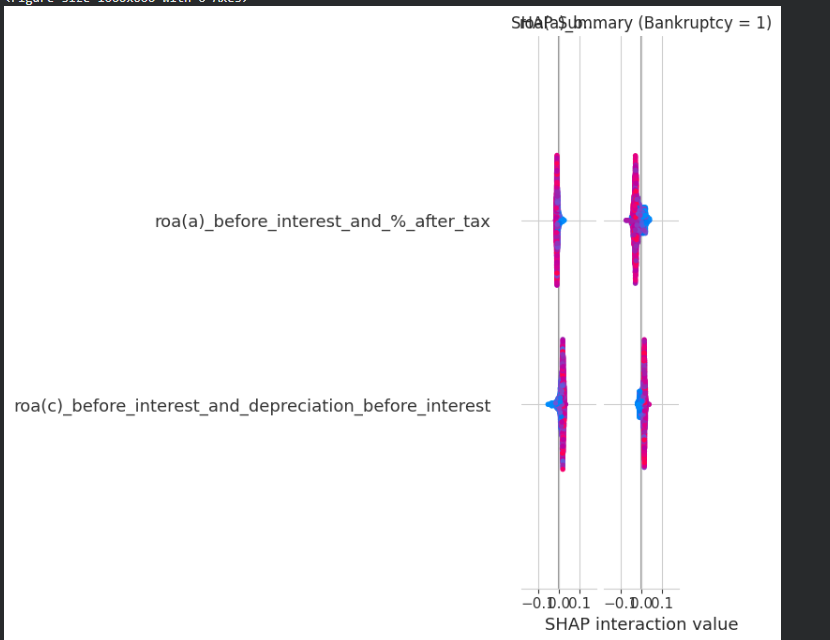 SHAP Summary (Bankruptcy = 1)
roa(a)_before_interest_and_%_after_tax
roa(c)_before_interest_and_depreciation_before_interest
−0.1 0.0 0.1 −0.1 0.0 0.1
SHAP interaction value